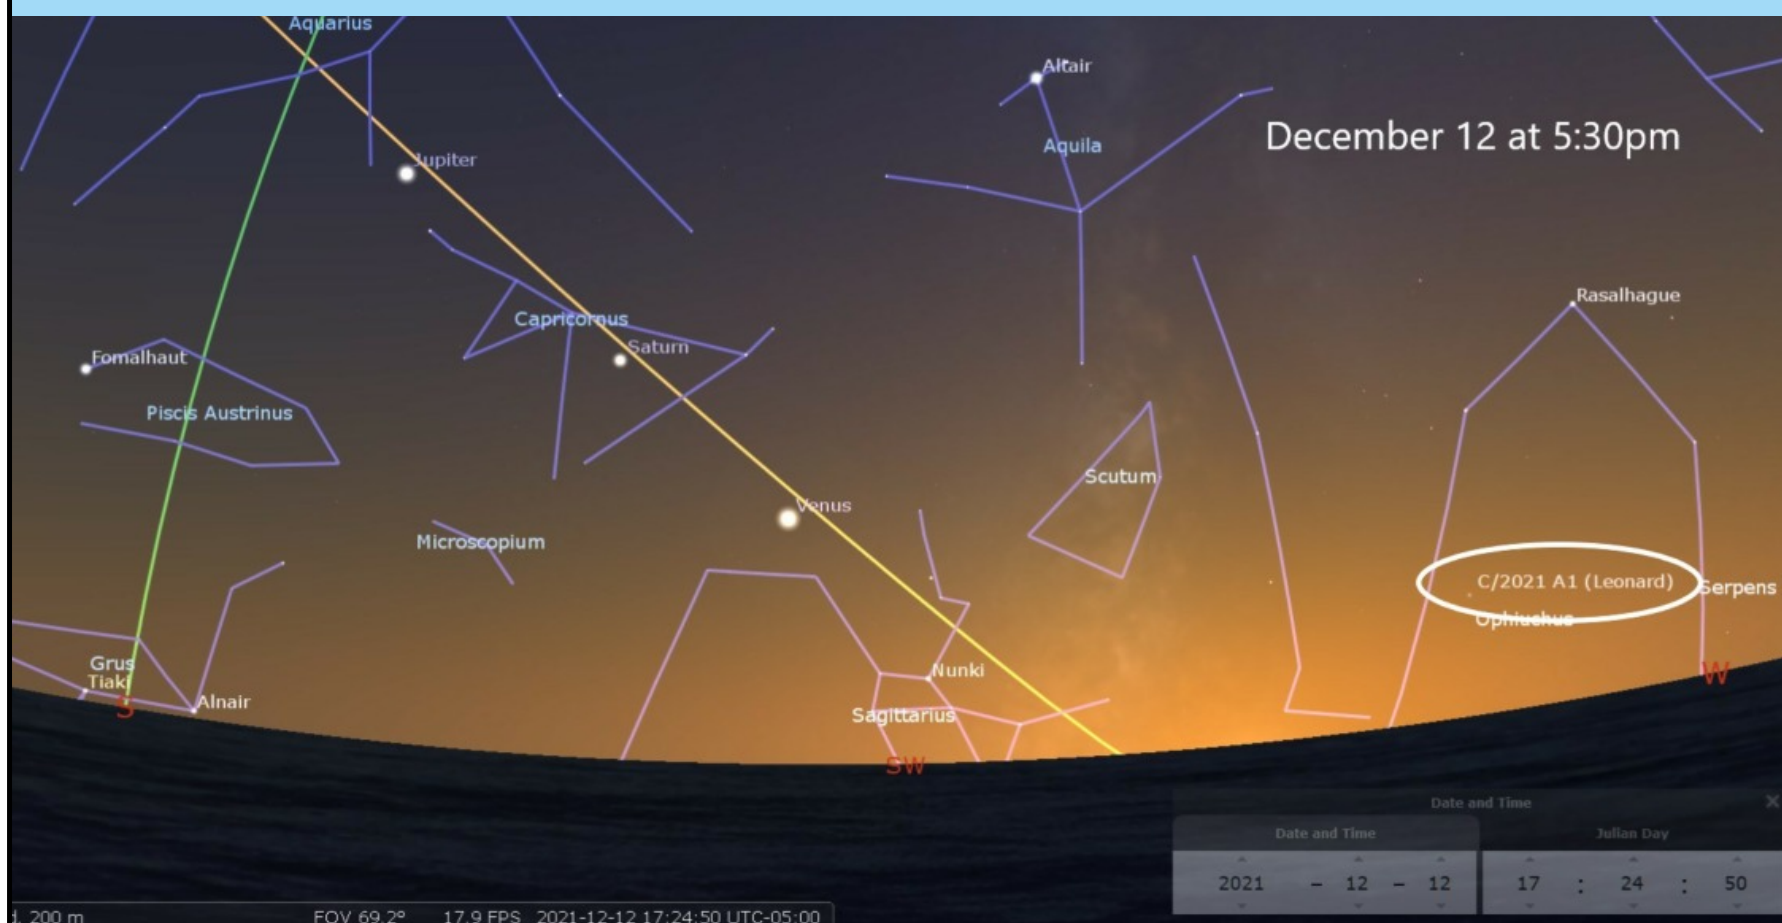 Aquarius
Altair
December 12 at 5:30pm
Aquila
Jupiter
Rasalhague
Capricornus
Saturn
Fomalhaut
Piscis Austrinus
Scutum
Venus
Microscopium
C/2021 A1 (Leonard)
Serpens
Ophiuchus
Grus
Tiaki
Nunki
W
S
Alnair
Sagittarius
SW
Date and Time
×
Date and Time
Julian Day
2021 - 12 - 12
17 : 24 : 50
200 m
FOV 69.2°
17.9 FPS
2021-12-12 17:24:50 UTC-05:00